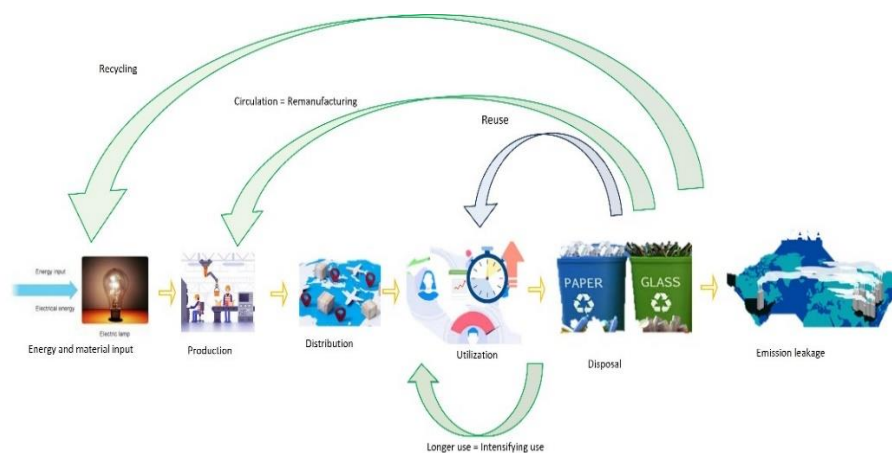 Recycling
Circulation = Remanufacturing
Reuse
Energy input
Electrical energy
Electric lamp
PAPER
GLASS
Energy and material input
Production
Distribution
Utilization
Disposal
Emission leakage
Longer use = Intensifying use